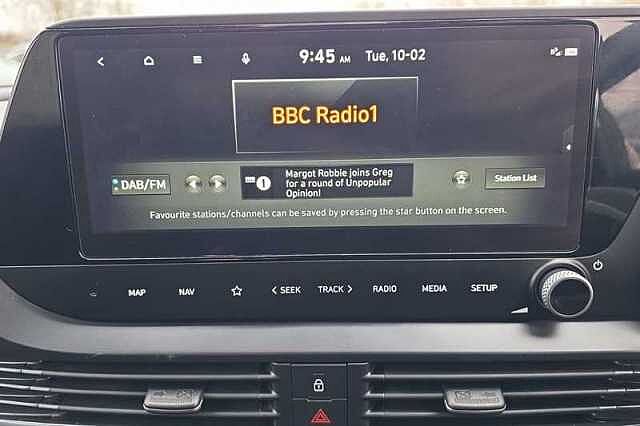 9:45 AM Tue, 10-02
BBC Radio1
DAB/FM
1
Margot Robbie joins Greg
for a round of Unpopular
Opinion!
Station List
Favourite stations/channels can be saved by pressing the star button on the screen.
MAP NAV SEEK TRACK RADIO MEDIA SETUP